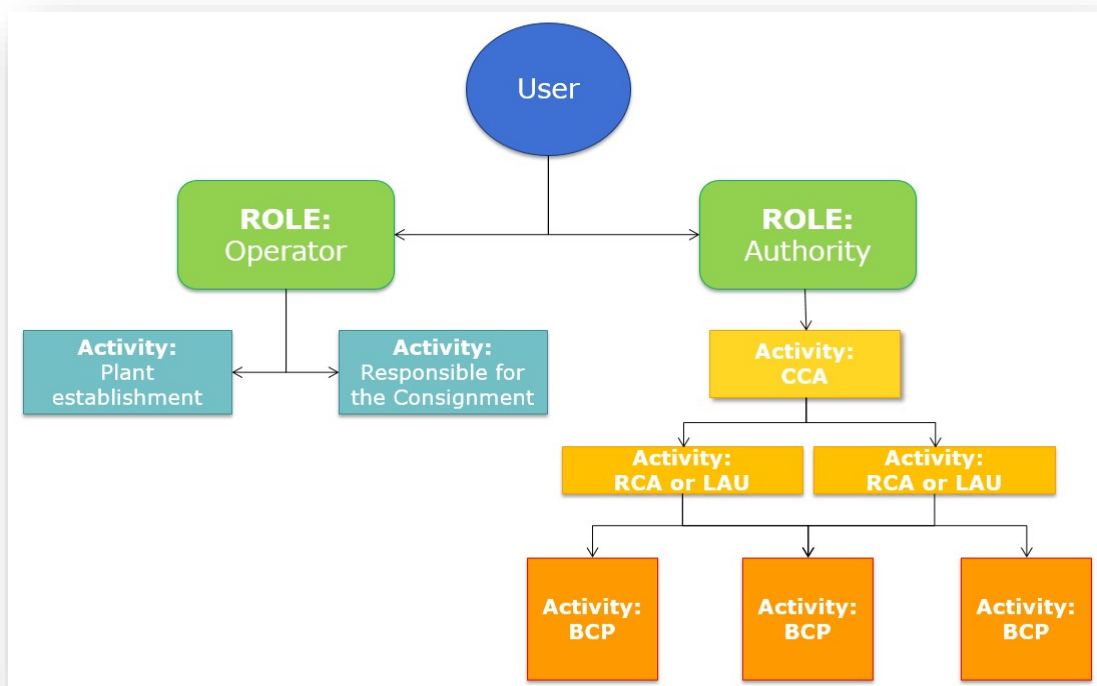 User
ROLE:
Operator
ROLE:
Authority
Activity:
Plant
establishment
Activity:
Responsible for
the Consignment
Activity:
CCA
Activity:
RCA or LAU
Activity:
RCA or LAU
Activity:
BCP
Activity:
BCP
Activity:
BCP